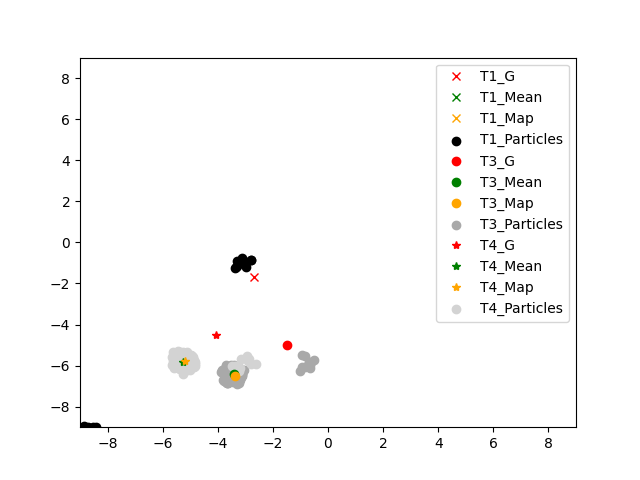 8
6
4
2
0
−2
−4
−6
−8
−8 −6 −4 −2 0 2 4 6 8
T1_G
T1_Mean
T1_Map
T1_Particles
T3_G
T3_Mean
T3_Map
T3_Particles
T4_G
T4_Mean
T4_Map
T4_Particles